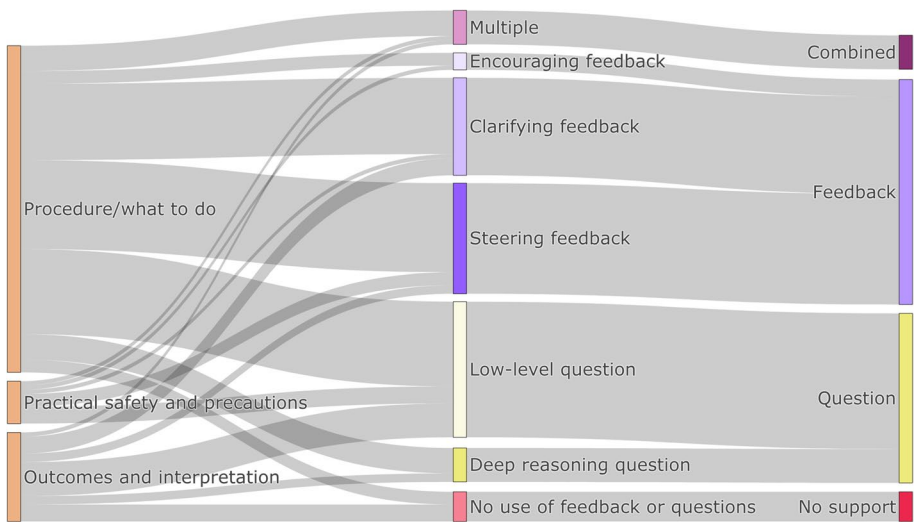 Procedure/what to do
Practical safety and precautions
Outcomes and interpretation
Multiple
Encouraging feedback
Clarifying feedback
Steering feedback
Low-level question
Deep reasoning question
No use of feedback or questions
Combined
Feedback
Question
No support